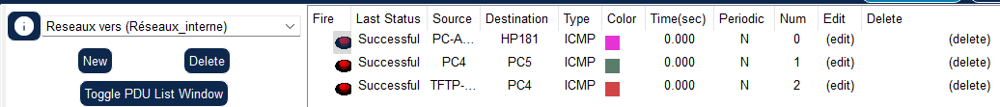 Fire Last Status Source Destination Type Color Time(sec) Periodic Num Edit Delete
i Reseaux vers (Réseaux_interne)
Successful PC-A... HP181 ICMP 0.000 N 0 (edit) (delete)
New Delete
Successful PC4 PC5 ICMP 0.000 N 1 (edit) (delete)
Toggle PDU List Window
Successful TFTP-... PC4 ICMP 0.000 N 2 (edit) (delete)